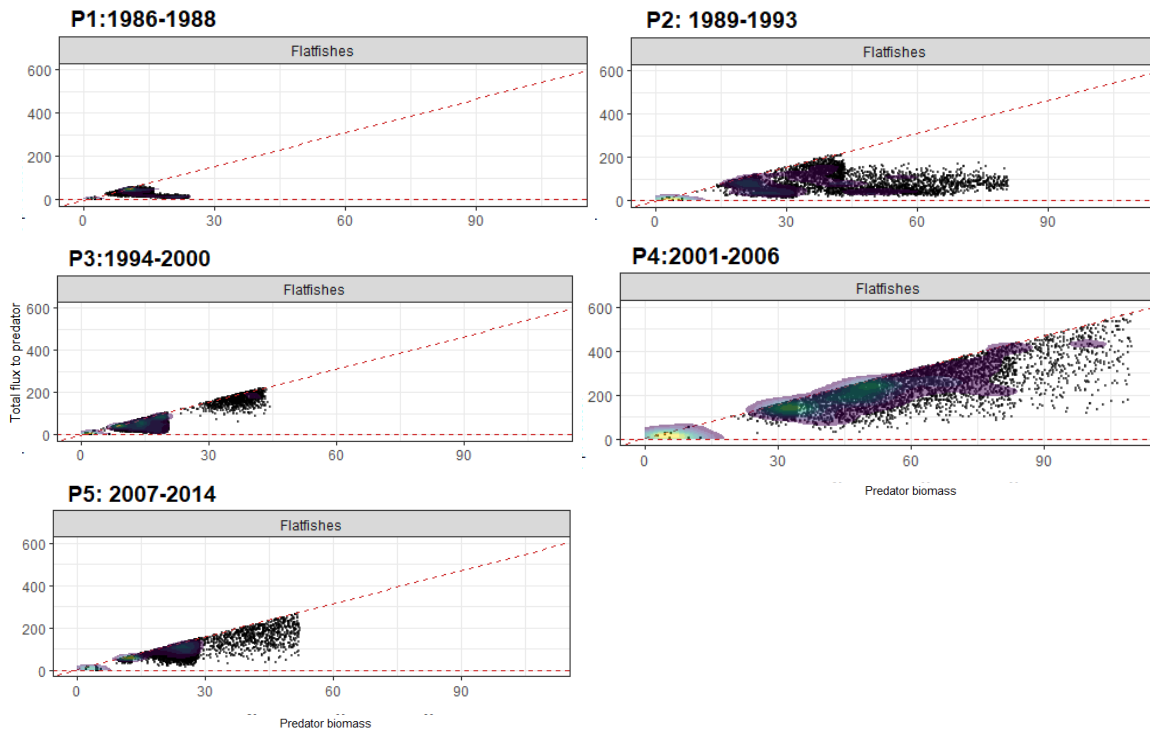 P1:1986-1988
Flatfishes
600
400
200
0
0 30 60 90
P2: 1989-1993
Flatfishes
600
400
200
0
0 30 60 90
P3:1994-2000
Flatfishes
Total flux to predator
600
400
200
0
0 30 60 90
P4:2001-2006
Flatfishes
600
400
200
0
0 30 60 90
Predator biomass
P5: 2007-2014
Flatfishes
600
400
200
0
0 30 60 90
Predator biomass